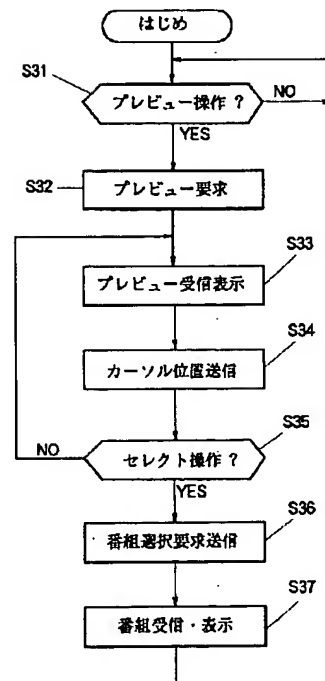 はじめ
S31
プレビュー操作 ?
NO
YES
S32
プレビュー要求
S33
プレビュー受信表示
S34
カーソル位置送信
S35
NO
セレクト操作 ?
YES
S36
番組選択要求送信
S37
番組受信・表示